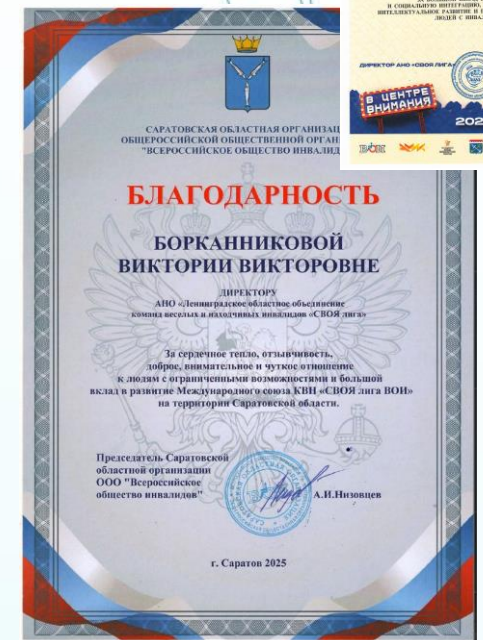 И СОЦИАЛЬНУЮ ИНТЕГРАЦИЮ,
ИНТЕЛЛЕКТУАЛЬНОЕ РАЗВИТИЕ И
ЛЮДЕЙ С
ДИРЕКТОР АНО «СВОЯ ЛИГА»
В ЦЕНТРЕ
ВНИМАНИЯ
202
САРАТОВСКАЯ ОБЛАСТНАЯ ОРГАНИЗАЦ
ОБЩЕРОССИЙСКОЙ ОБЩЕСТВЕННОЙ ОРГАН
"ВСЕРОССИЙСКОЕ ОБЩЕСТВО ИНВАЛИД
БЛАГОДАРНОСТЬ
БОРКАННИКОВОЙ
ВИКТОРИИ ВИКТОРОВНЕ
ДИРЕКТОРУ
АНО «Ленинградское областное объединение
команд веселых и находчивых инвалидов «СВОЯ лига»
За сердечное тепло, отзывчивость,
доброе, внимательное и чуткое отношение
к людям с ограниченными возможностями и большой
вклад в развитие Международного союза КВН «СВОЯ лига ВОИ»
на территории Саратовской области.
Председатель Саратовской
областной организации
ООО "Всероссийское
общество инвалидов"
А.И.Низовцев
г. Саратов 2025